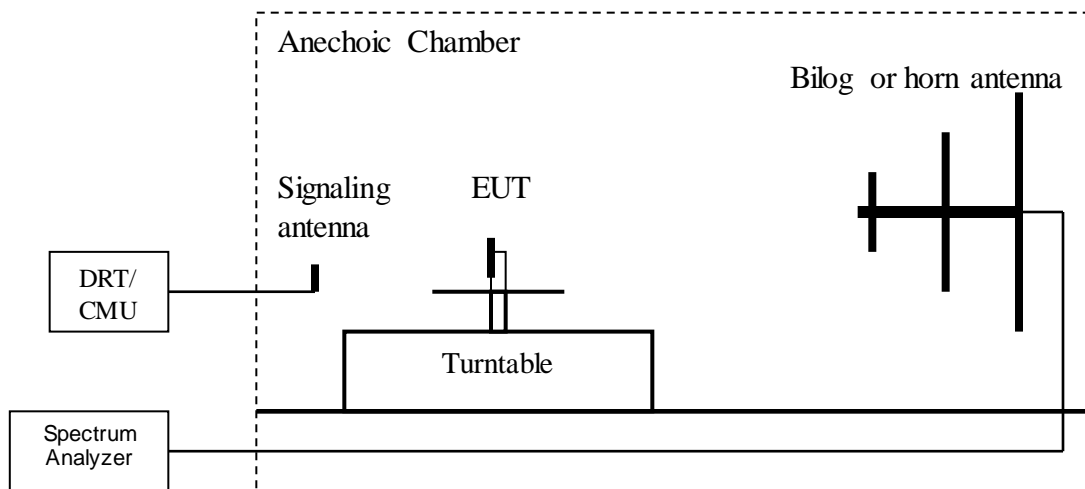 Anechoic Chamber
Bilog or horn antenna
Signaling
antenna
EUT
DRT/
CMU
Turntable
Spectrum
Analyzer